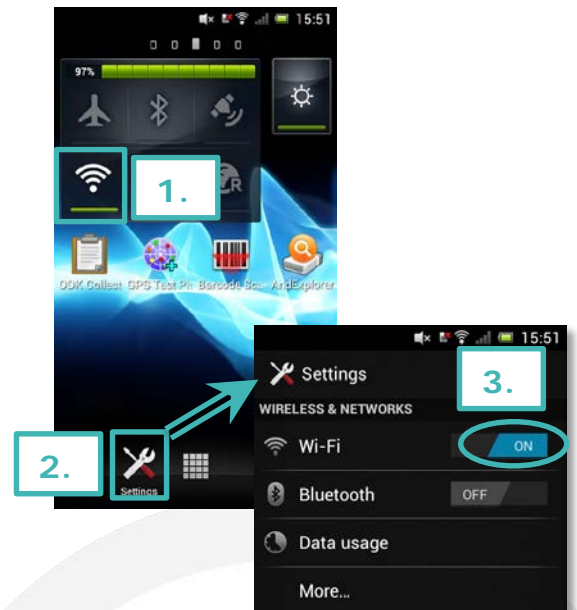 15:51
97%
1.
R
ODK Collect GPS Test Pl Barcode Sc AndExplorer
2.
Settings
15:51
Settings
3.
WIRELESS & NETWORKS
Wi-Fi ON
Bluetooth OFF
Data usage
More...